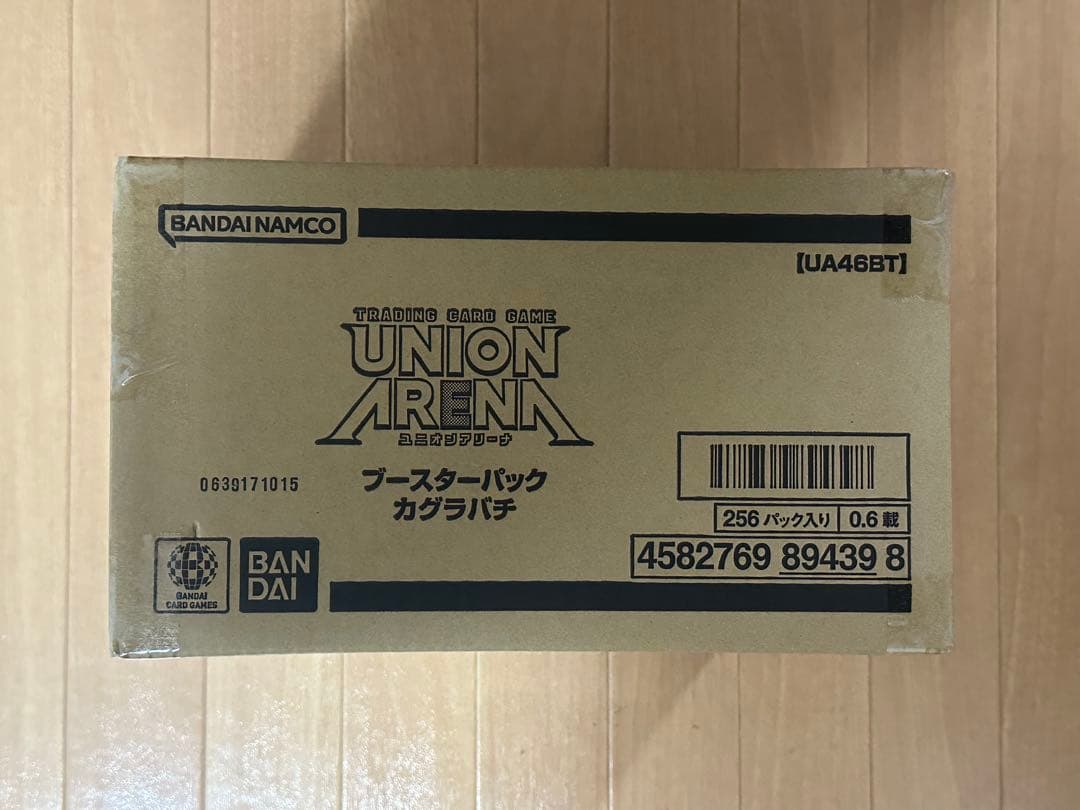 BANDAI NAMCO
【UA46BT】
TRADING CARD GAME
UNION
ARENA
ユニオンアリーナ
ブースターパック
カグラバチ
0639171015
256 パック入り 0.6 載
4582769 89439 8
BANDAI
CARD GAMES
BAN
DAI